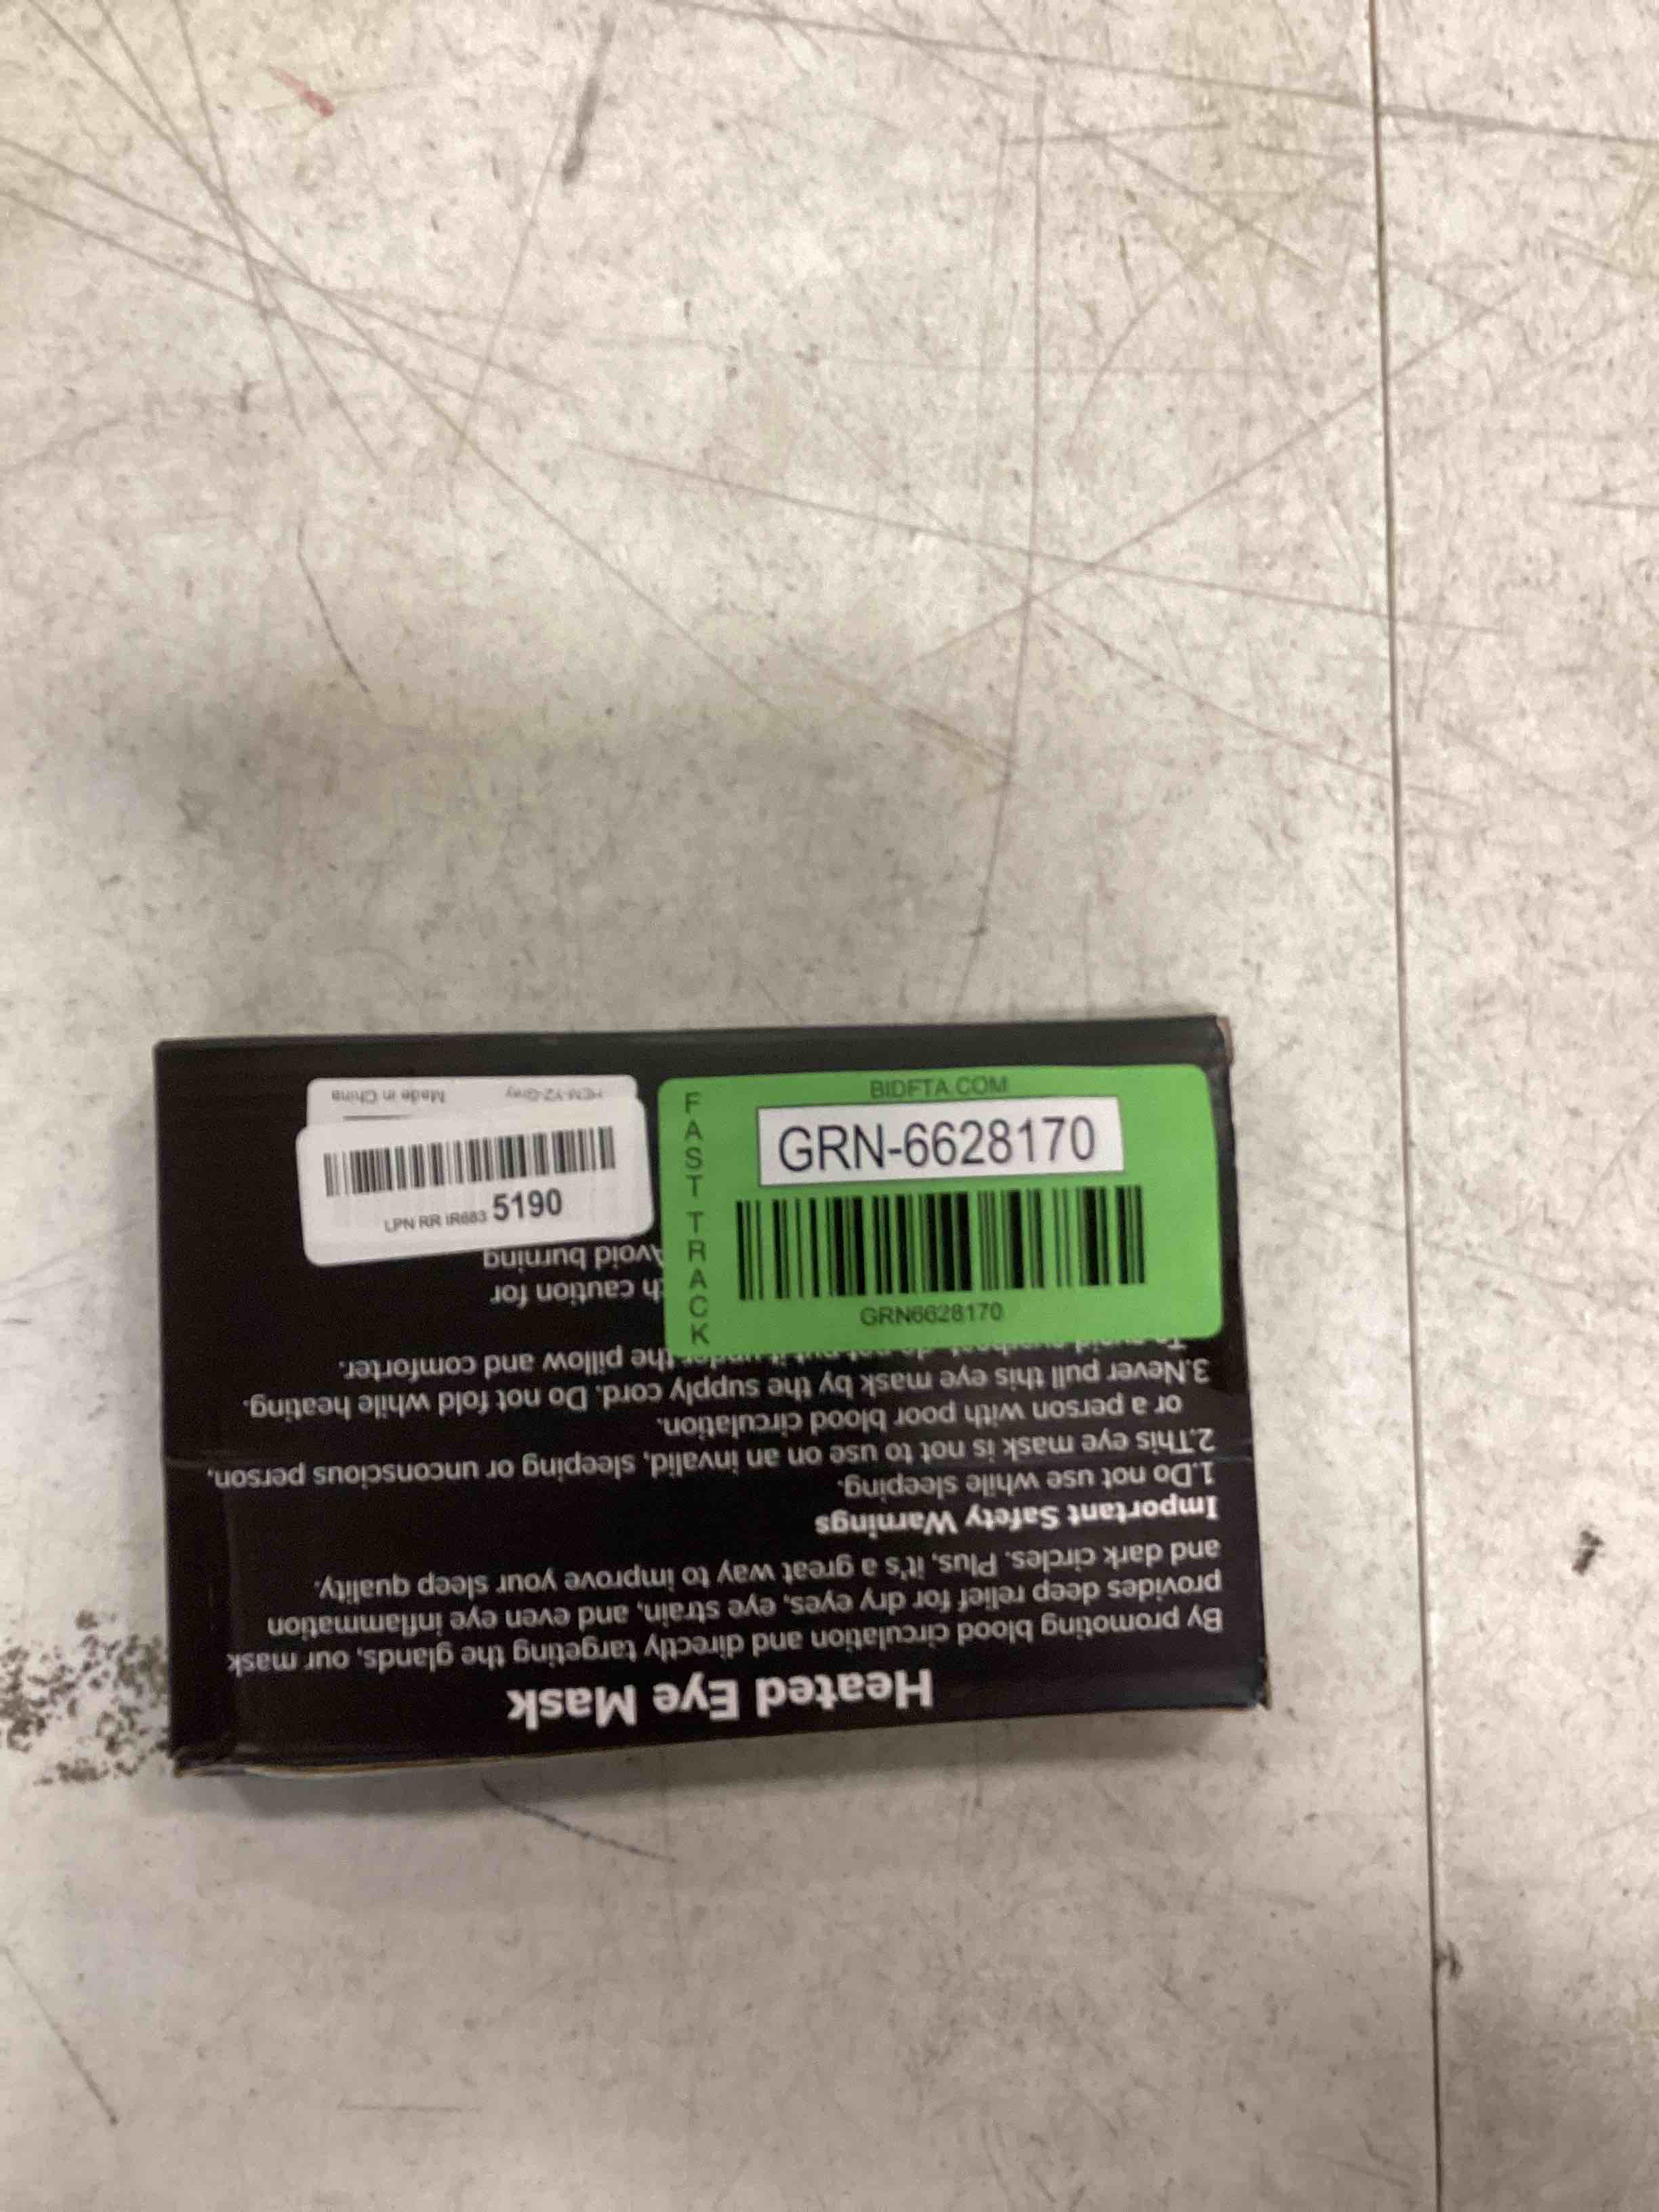 BIDFTA.COM
FAST TRACK
GRN-6628170
GRN6628170
Made in China
LPN RR IR683 5190
Heated Eye Mask
By promoting blood circulation and directly targeting the glands, our mask
provides deep relief for dry eyes, eye strain, and even eye inflammation
and dark circles. Plus, it's a great way to improve your sleep quality.
Important Safety Warnings
1.Do not use while sleeping.
2.This eye mask is not to use on an invalid, sleeping or unconscious person,
or a person with poor blood circulation.
3.Never pull this eye mask by the supply cord. Do not fold while heating.
the pillow and comforter.
caution for
Avoid burning